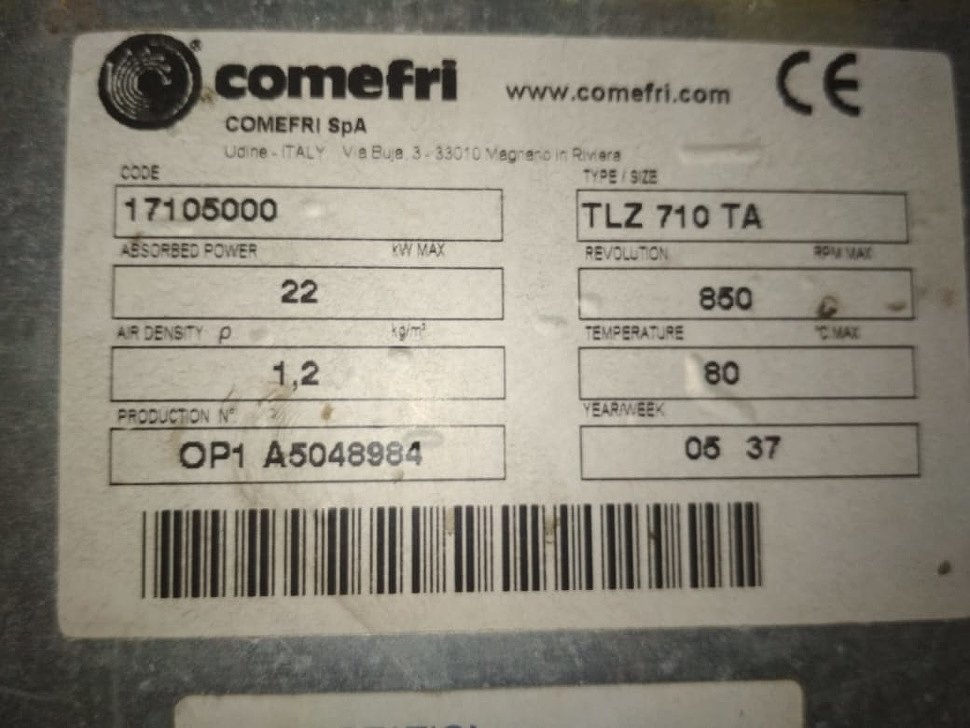 comefri ® www.comefri.com CE
COMEFRI SpA
Udine - ITALY Via Buja, 3 - 33010 Magnano in Riviera
CODE TYPE / SIZE
17105000 TLZ 710 TA
ABSORBED POWER kW MAX REVOLUTION RPM MAX
22 850
AIR DENSITY ρ kg/m³ TEMPERATURE °C MAX
1,2 80
PRODUCTION N° YEAR/WEEK
OP1 A5048984 05 37